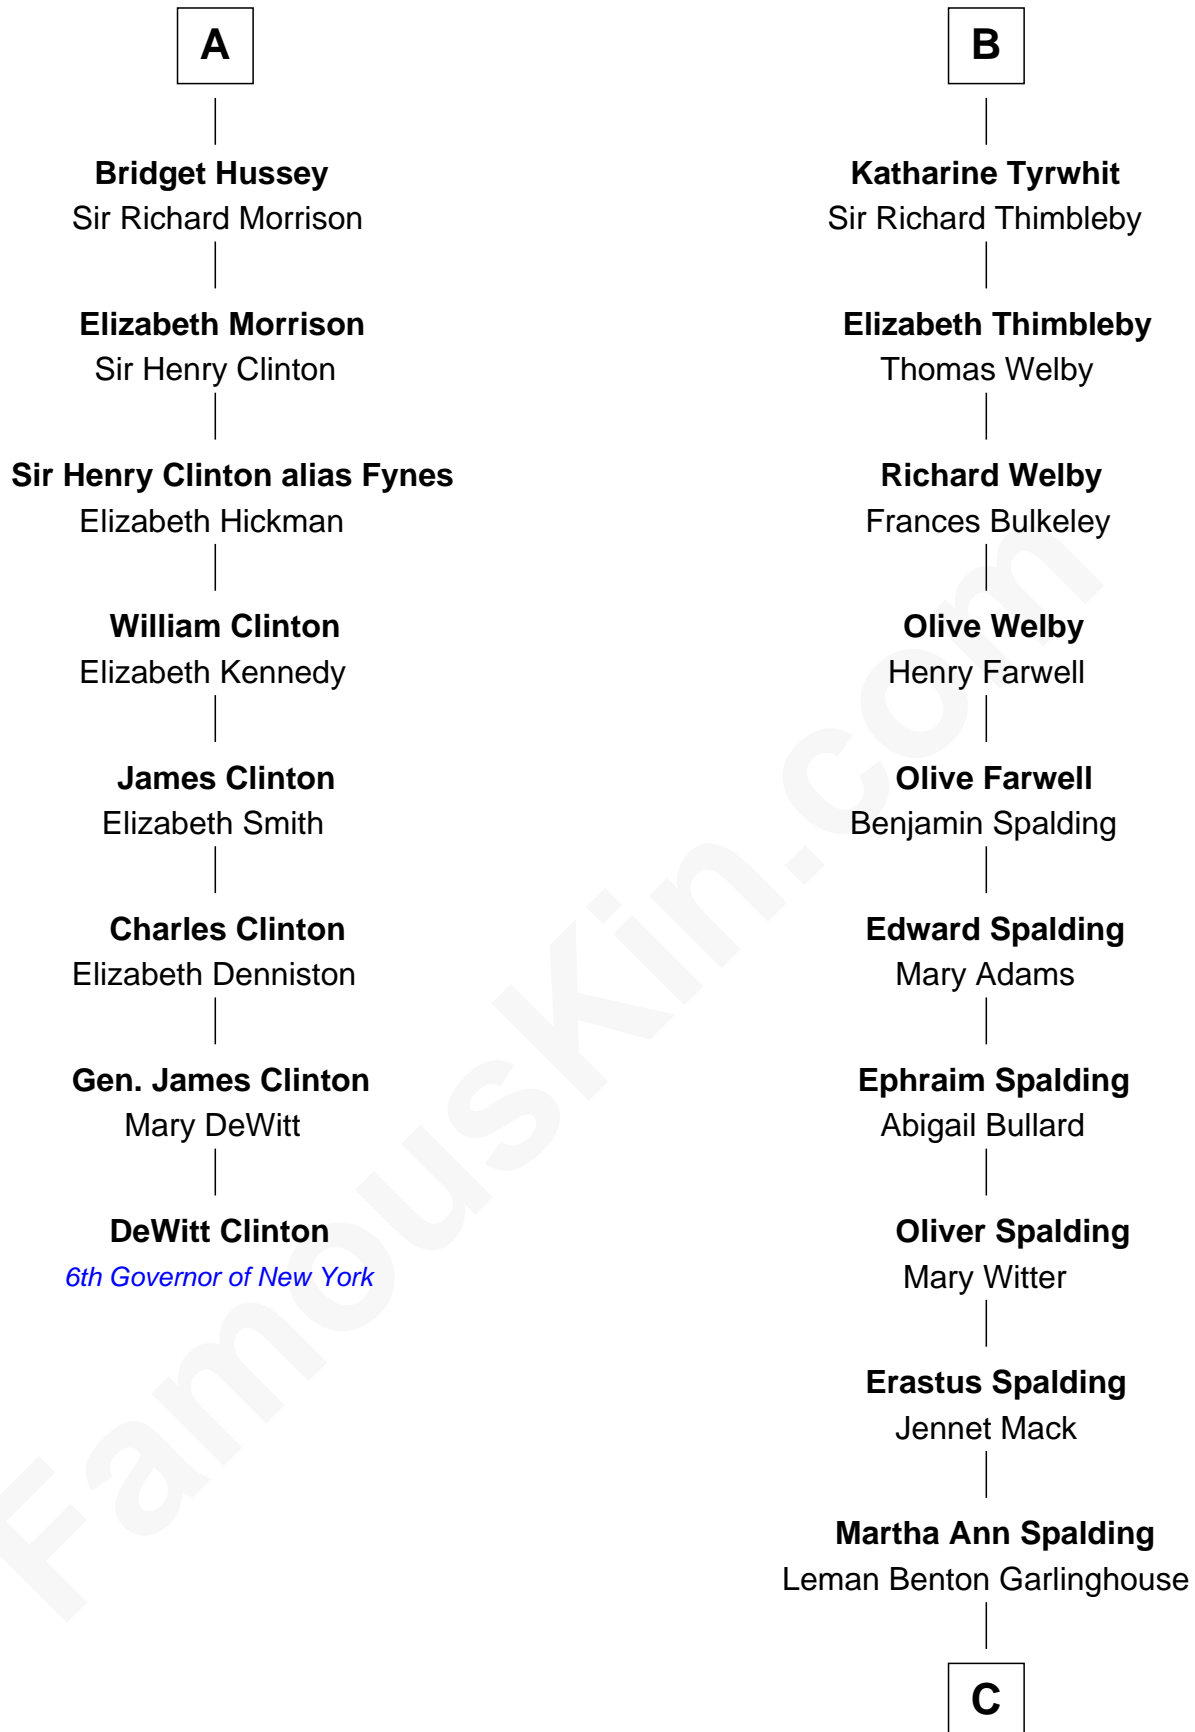 A
Bridget Hussey
Sir Richard Morrison
Elizabeth Morrison
Sir Henry Clinton
Sir Henry Clinton alias Fynes
Elizabeth Hickman
William Clinton
Elizabeth Kennedy
James Clinton
Elizabeth Smith
Charles Clinton
Elizabeth Denniston
Gen. James Clinton
Mary DeWitt
DeWitt Clinton
6th Governor of New York
B
Katharine Tyrwhit
Sir Richard Thimbleby
Elizabeth Thimbleby
Thomas Welby
Richard Welby
Frances Bulkeley
Olive Welby
Henry Farwell
Olive Farwell
Benjamin Spalding
Edward Spalding
Mary Adams
Ephraim Spalding
Abigail Bullard
Oliver Spalding
Mary Witter
Erastus Spalding
Jennet Mack
Martha Ann Spalding
Leman Benton Garlinghouse
C
FamousKin.com